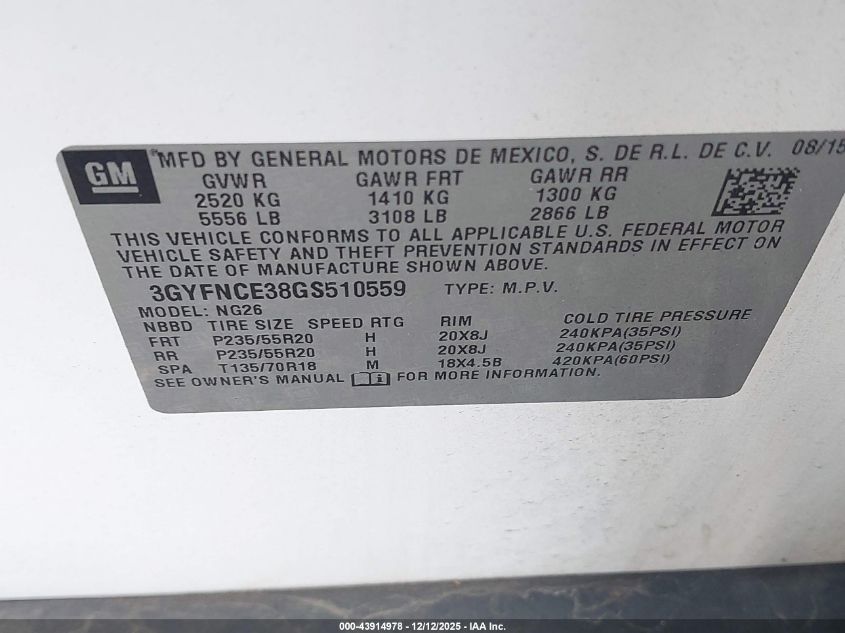 GM
®MFD BY GENERAL MOTORS DE MEXICO, S. DE R.L. DE C.V. 08/15
GVWR GAWR FRT GAWR RR
2520 KG 1410 KG 1300 KG
5556 LB 3108 LB 2866 LB
THIS VEHICLE CONFORMS TO ALL APPLICABLE U.S. FEDERAL MOTOR
VEHICLE SAFETY AND THEFT PREVENTION STANDARDS IN EFFECT ON
THE DATE OF MANUFACTURE SHOWN ABOVE.
3GYFNCE38GS510559 TYPE: M.P.V.
MODEL: NG26
NBBD TIRE SIZE SPEED RTG RIM COLD TIRE PRESSURE
FRT P235/55R20 H 20X8J 240KPA(35PSI)
RR P235/55R20 H 20X8J 240KPA(35PSI)
SPA T135/70R18 M 18X4.5B 420KPA(60PSI)
SEE OWNER'S MANUAL FOR MORE INFORMATION.
000-43914978 - 12/12/2025 - IAA Inc.